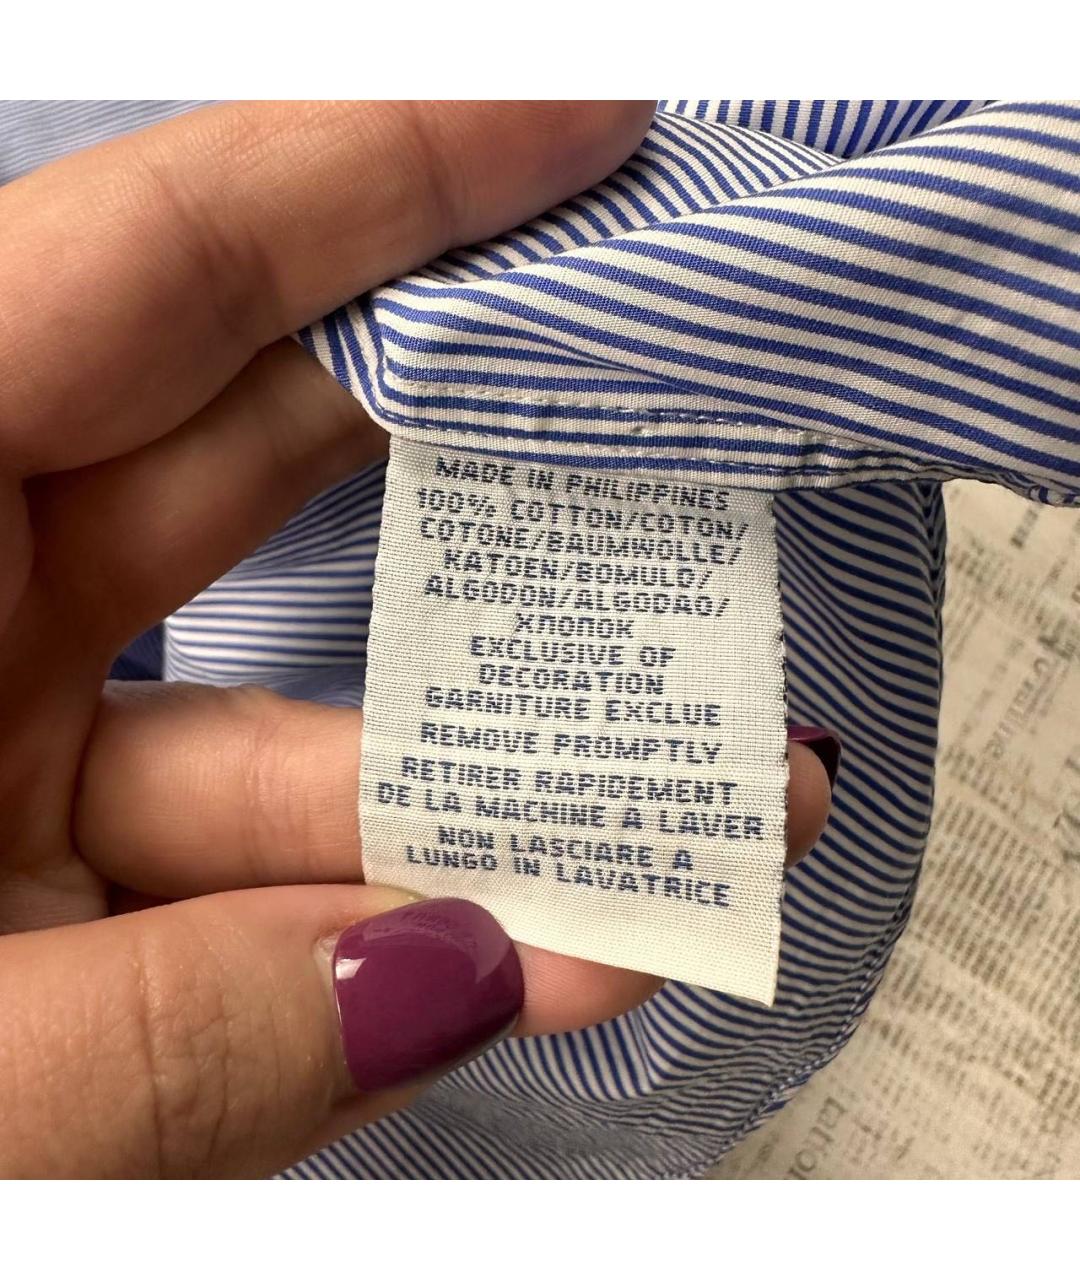 MADE IN PHILIPPINES
100% COTTON/COTON/
COTONE/BAUMWOLLE/
KATOEN/BOMULD/
ALGODON/ALGODAO/
ХЛОПОК
EXCLUSIVE OF
DECORATION
GARNITURE EXCLUE
REMOVE PROMPTLY
RETIRER RAPIDEMENT
DE LA MACHINE A LAVER
NON LASCIARE A
LUNGO IN LAVATRICE